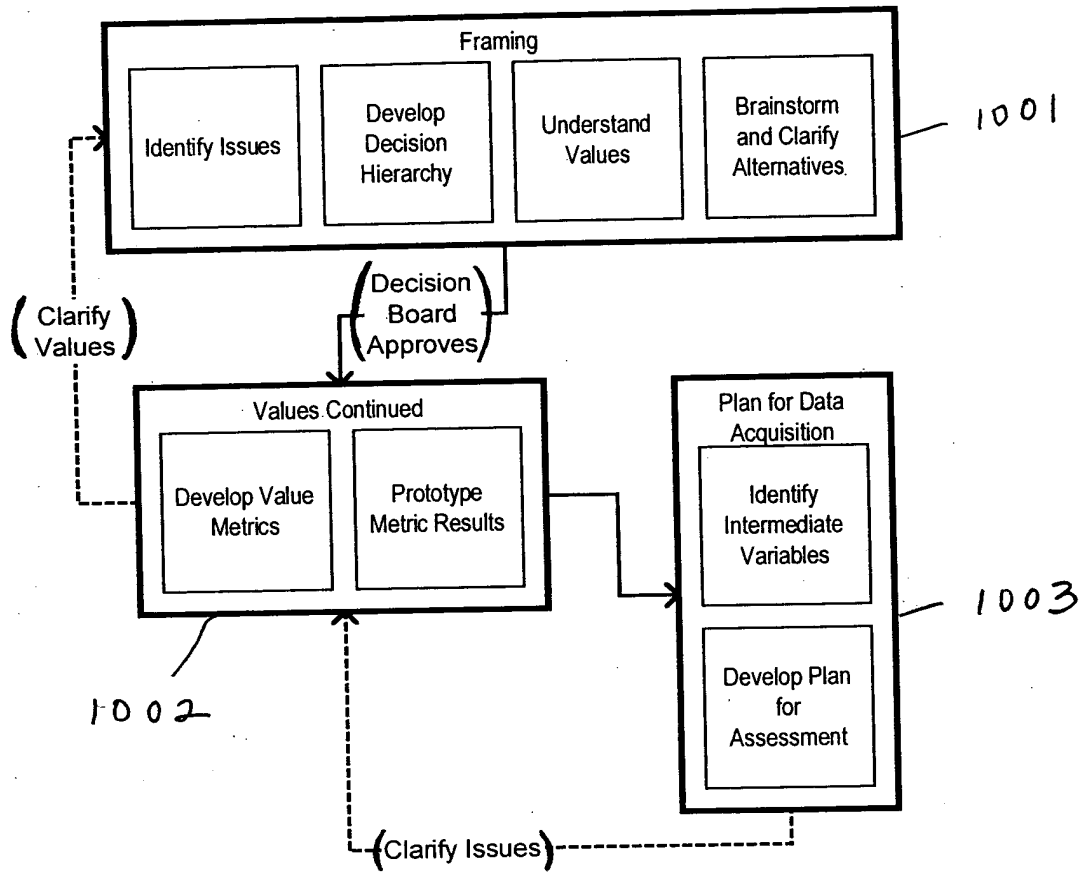 Framing
Identify Issues
Develop
Decision
Hierarchy
Understand
Values
Brainstorm
and Clarify
Alternatives
1001
(Clarify
Values)
(Decision
Board
Approves)
Values Continued
Develop Value
Metrics
Prototype
Metric Results
1002
Plan for Data
Acquisition
Identify
Intermediate
Variables
Develop Plan
for
Assessment
1003
(Clarify Issues)